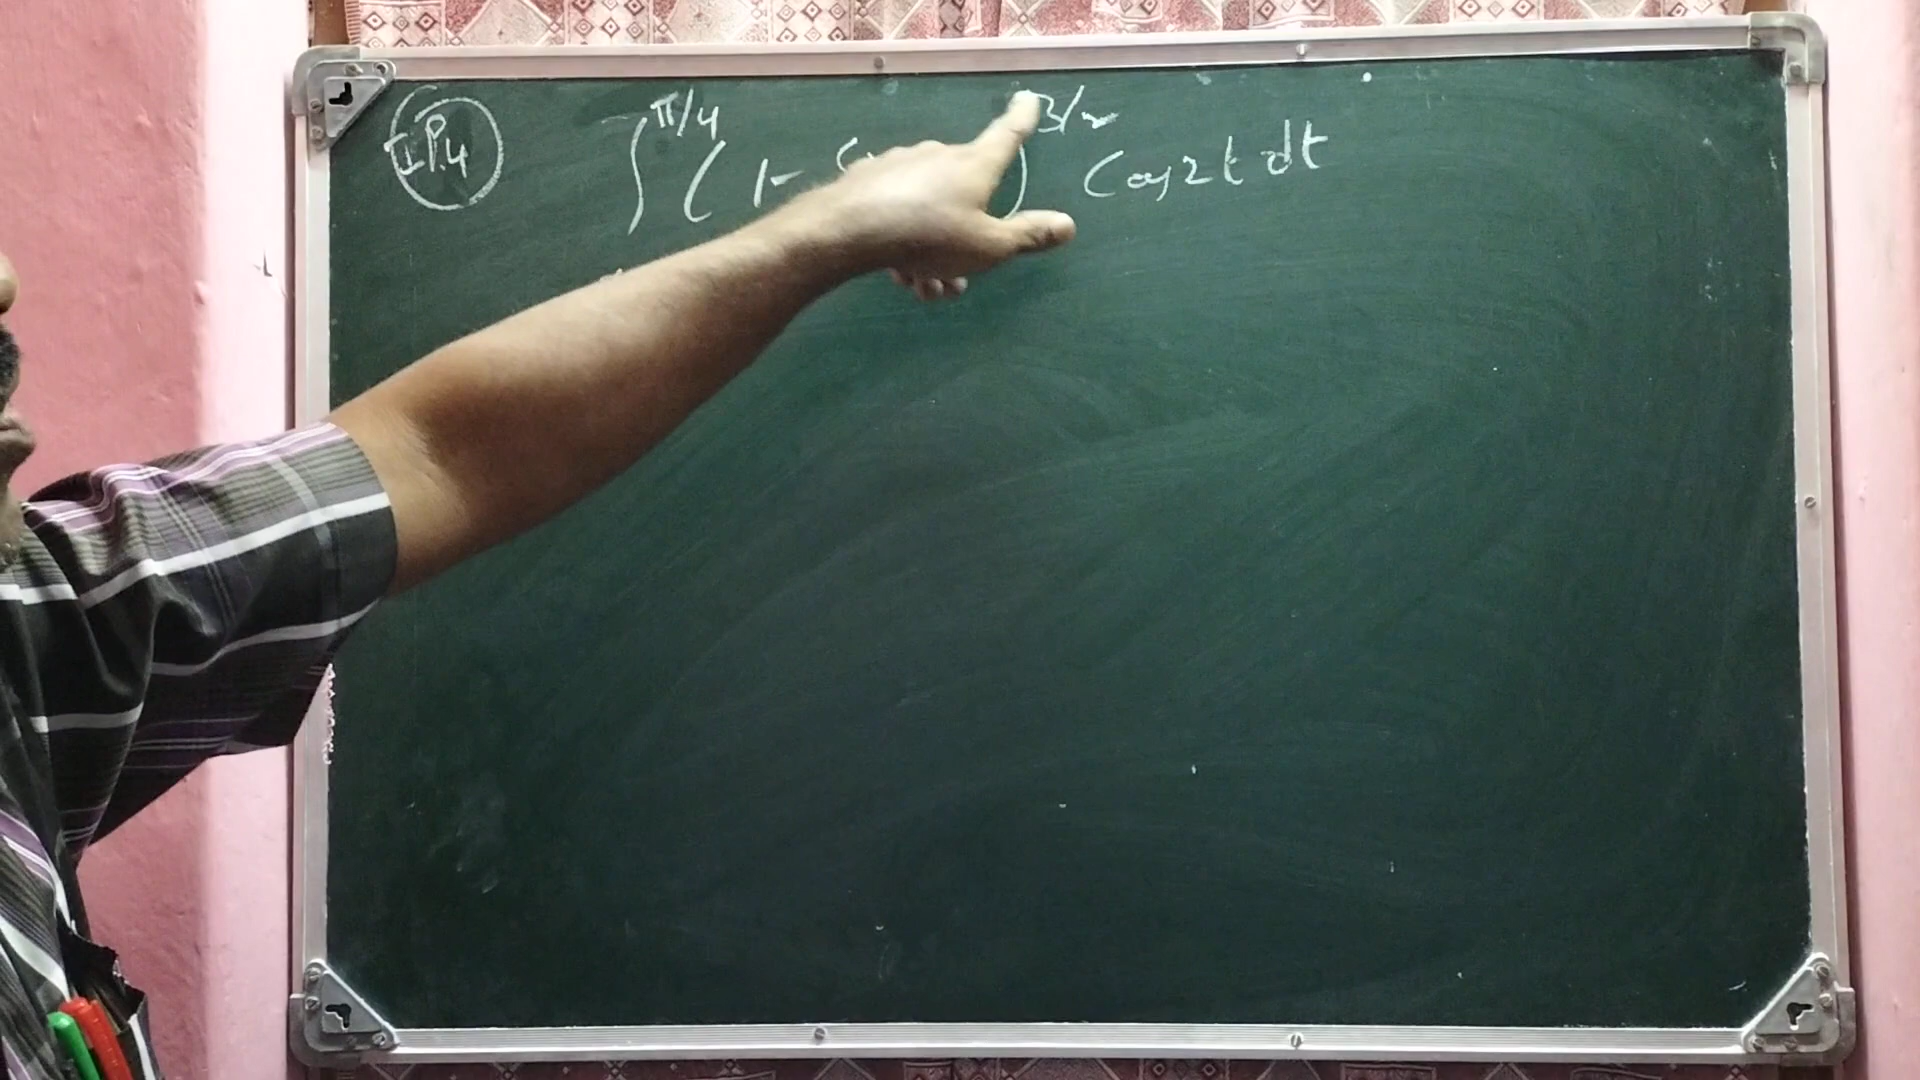 I.P.4
∫ π/4 (1- )3/2 Cos2t dt